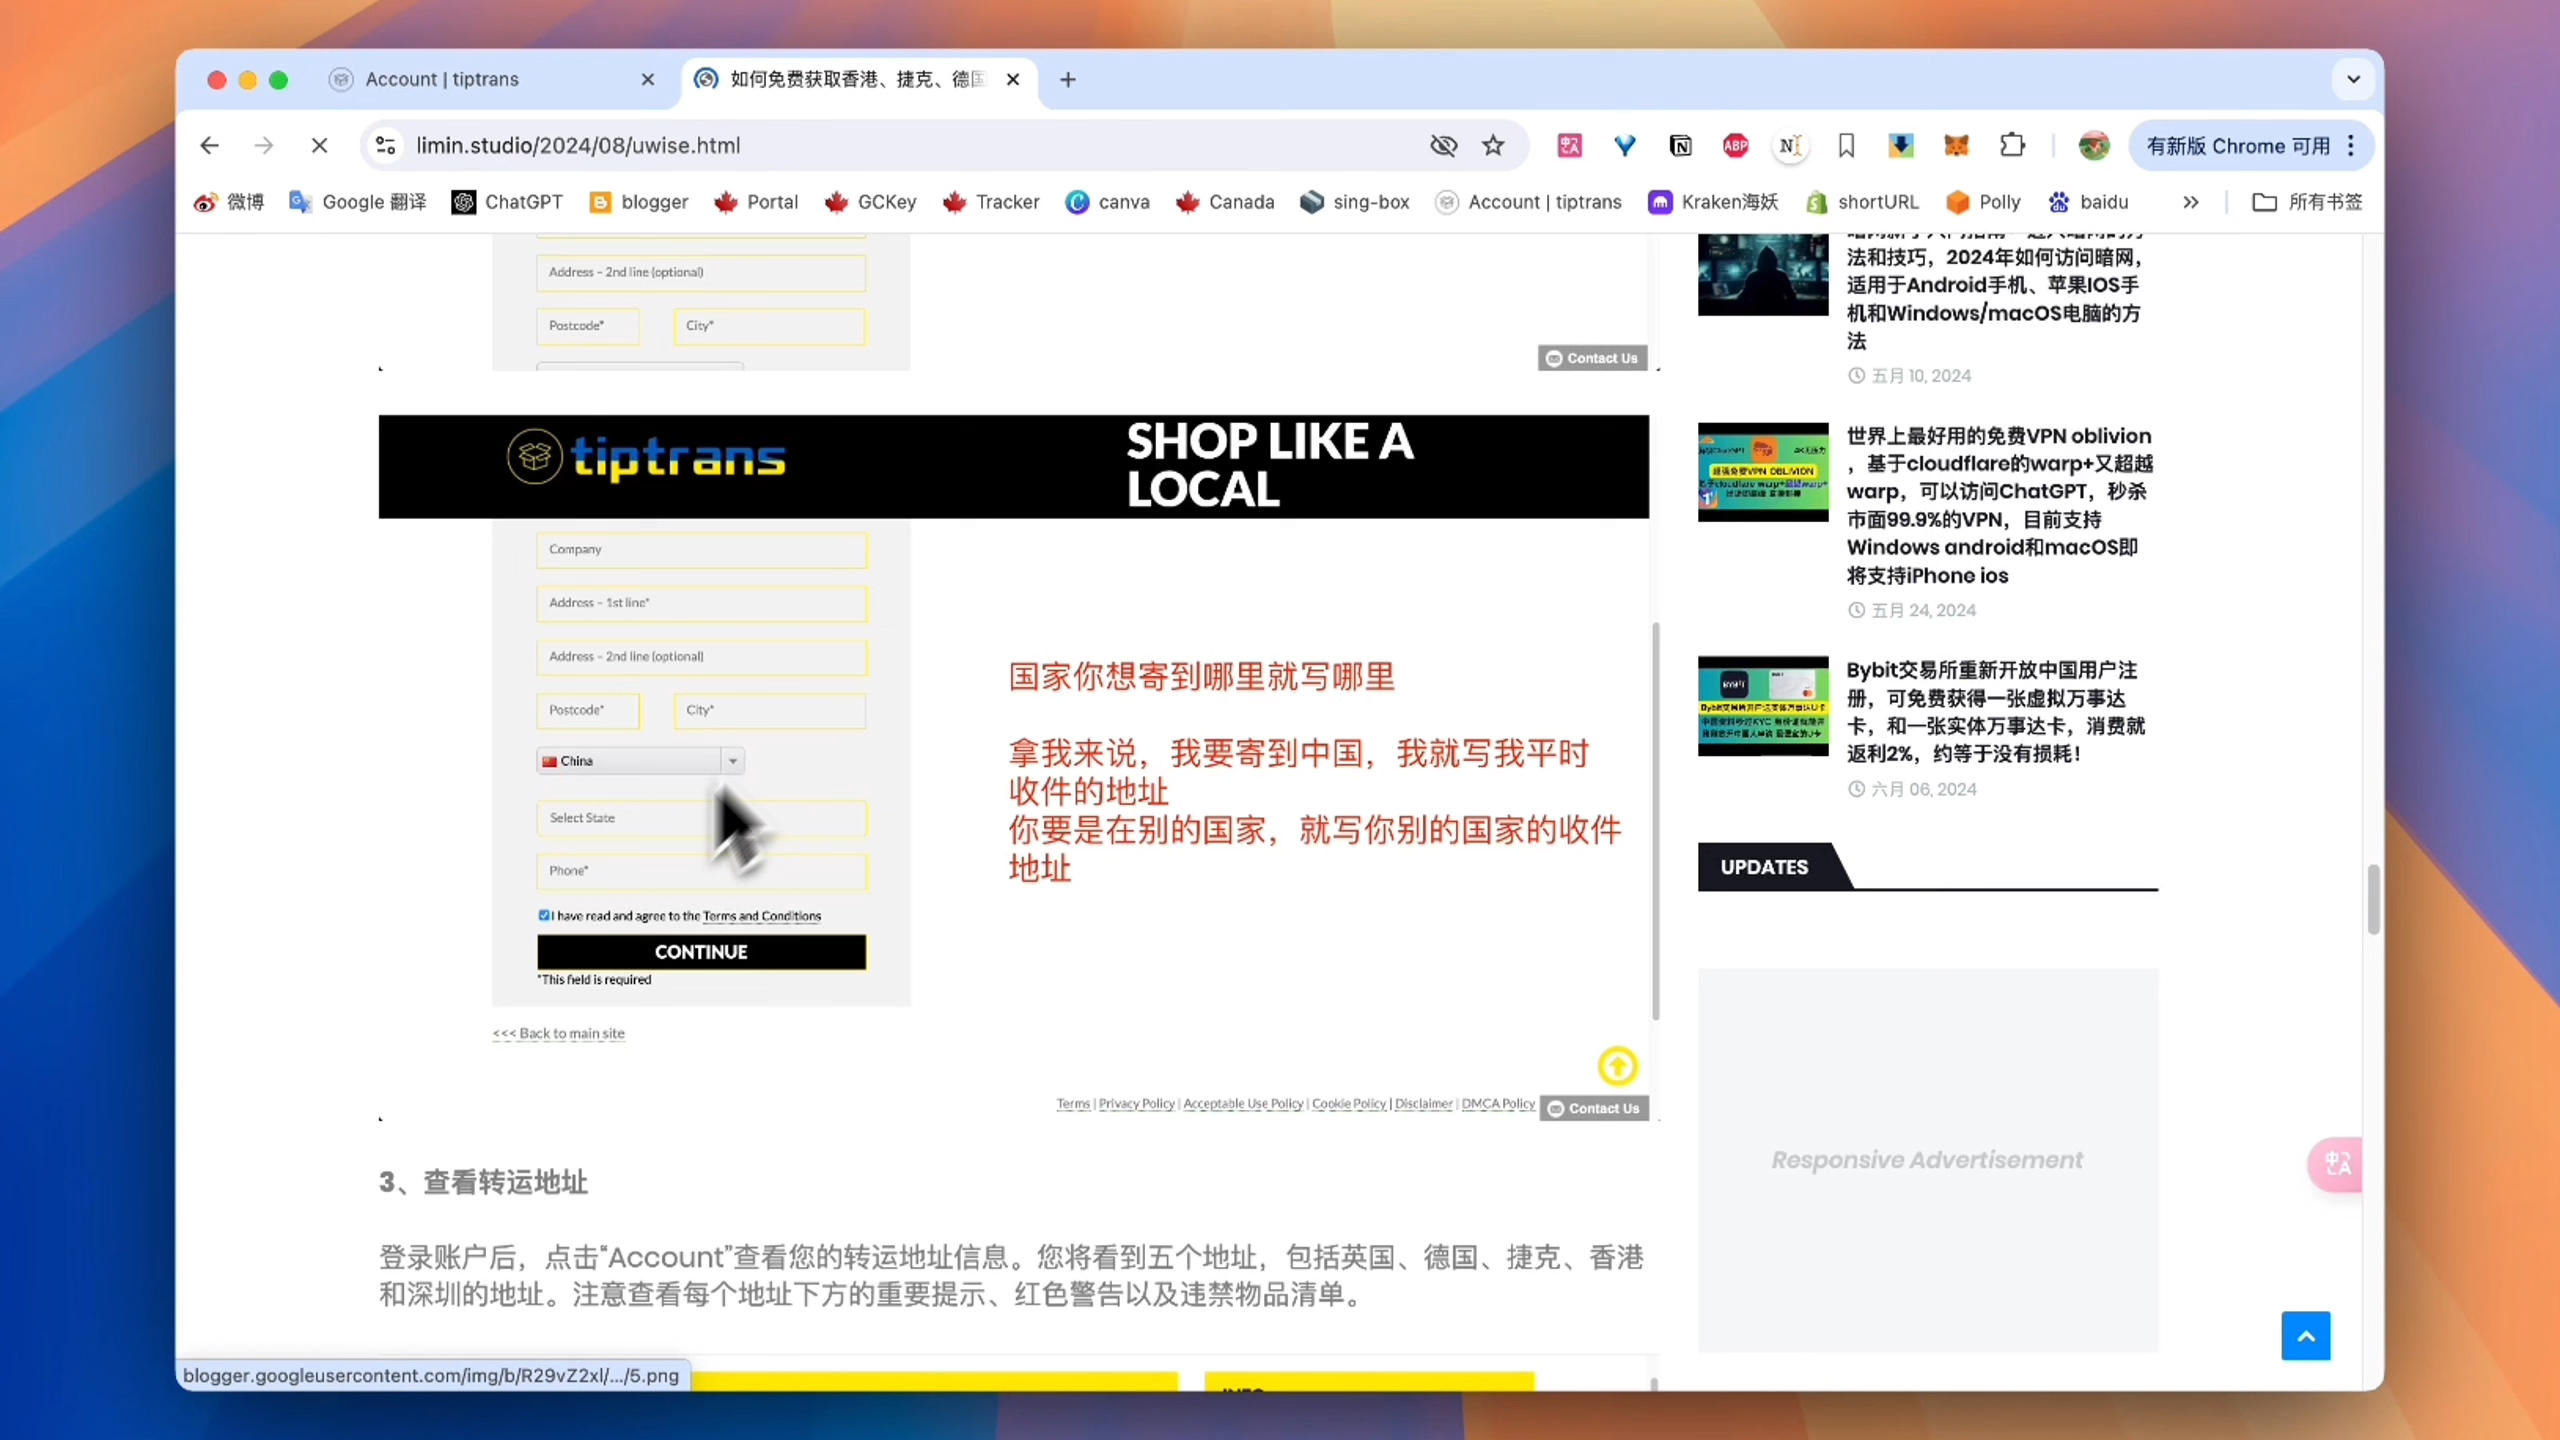 Account | tiptrans
如何免费获取香港、捷克、德国
limin.studio/2024/08/uwise.html
有新版 Chrome 可用
微博
Google 翻译
ChatGPT
blogger
Portal
GCKey
Tracker
canva
Canada
sing-box
Account | tiptrans
Kraken海妖
shortURL
Polly
baidu
所有书签
Address - 2nd line (optional)
Postcode*
City*
Contact Us
tiptrans
SHOP LIKE A
LOCAL
Company
Address - 1st line*
Address - 2nd line (optional)
Postcode*
City*
China
Select State
Phone*
I have read and agree to the Terms and Conditions
CONTINUE
*This field is required
<<< Back to main site
国家你想寄到哪里就写哪里
拿我来说，我要寄到中国，我就写我平时
收件的地址
你要是在别的国家，就写你别的国家的收件
地址
Terms | Privacy Policy | Acceptable Use Policy | Cookie Policy | Disclaimer | DMCA Policy
Contact Us
3、查看转运地址
登录账户后，点击“Account”查看您的转运地址信息。您将看到五个地址，包括英国、德国、捷克、香港
和深圳的地址。注意查看每个地址下方的重要提示、红色警告以及违禁物品清单。
blogger.googleusercontent.com/img/b/R29vZ2xl/.../5.png
法和技巧，2024年如何访问暗网，
适用于Android手机、苹果IOS手
机和Windows/macOS电脑的方
法
五月 10, 2024
世界上最好用的免费VPN oblivion
，基于cloudflare的warp+又超越
warp，可以访问ChatGPT，秒杀
市面99.9%的VPN，目前支持
Windows android和macOS即
将支持iPhone ios
五月 24, 2024
Bybit交易所重新开放中国用户注
册，可免费获得一张虚拟万事达
卡，和一张实体万事达卡，消费就
返利2%，约等于没有损耗！
六月 06, 2024
UPDATES
Responsive Advertisement